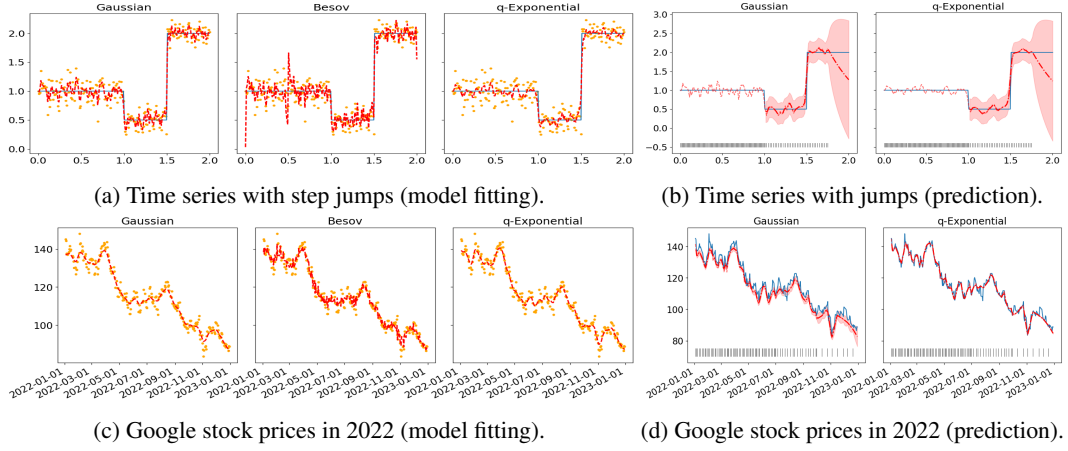 Gaussian Besov q-Exponential Gaussian q-Exponential
2.0
1.5
1.0
0.5
0.0
0.0 0.5 1.0 1.5 2.0 0.0 0.5 1.0 1.5 2.0 0.0 0.5 1.0 1.5 2.0
3.0
2.5
2.0
1.5
1.0
0.5
0.0
−0.5
0.0 0.5 1.0 1.5 2.0 0.0 0.5 1.0 1.5 2.0
(a) Time series with step jumps (model fitting).
(b) Time series with jumps (prediction).
Gaussian Besov q-Exponential Gaussian q-Exponential
140
120
100
2022-01-01 2022-03-01 2022-05-01 2022-07-01 2022-09-01 2022-11-01 2023-01-01
2022-01-01 2022-03-01 2022-05-01 2022-07-01 2022-09-01 2022-11-01 2023-01-01
2022-01-01 2022-03-01 2022-05-01 2022-07-01 2022-09-01 2022-11-01 2023-01-01
140
120
100
80
2022-01-01 2022-03-01 2022-05-01 2022-07-01 2022-09-01 2022-11-01 2023-01-01
2022-01-01 2022-03-01 2022-05-01 2022-07-01 2022-09-01 2022-11-01 2023-01-01
(c) Google stock prices in 2022 (model fitting).
(d) Google stock prices in 2022 (prediction).